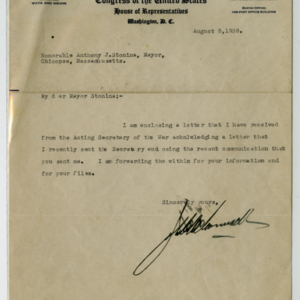 Congress of the United States
House of Representatives
Washington, D. C.
August 5, 1938.
Honorable Anthony J.Stonina, Mayor,
Chicopee, Massachusetts.
My d ar Mayor Stonina:-
I am enclosing a letter that I have received
from the Acting Secretary of the War acknowledging a letter that
I recently sent the Secretary and using the recent communication that
you sent me. I am forwarding the within for your information and
for your files.
Sincerely yours,